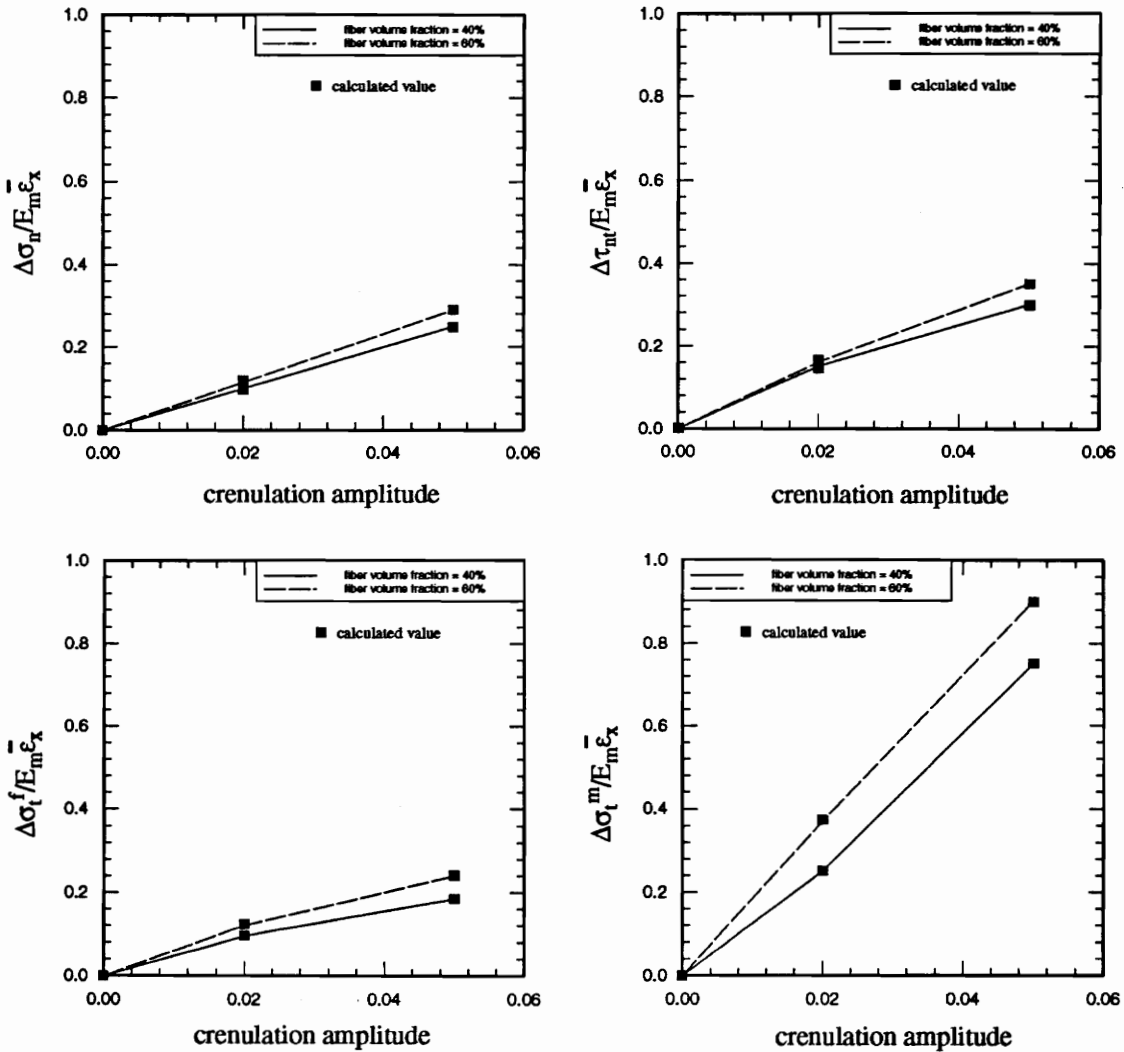 1.0
fiber volume fraction = 40%
fiber volume fraction = 60%
calculated value
0.8
0.6
0.4
0.2
0.0
Δσn/Em ε̄x
0.00
0.02
0.04
0.06
crenulation amplitude
1.0
fiber volume fraction = 40%
fiber volume fraction = 60%
calculated value
0.8
0.6
0.4
0.2
0.0
Δτnt/Em ε̄x
0.00
0.02
0.04
0.06
crenulation amplitude
1.0
fiber volume fraction = 40%
fiber volume fraction = 60%
calculated value
0.8
0.6
0.4
0.2
0.0
Δσt^f/Em ε̄x
0.00
0.02
0.04
0.06
crenulation amplitude
1.0
fiber volume fraction = 40%
fiber volume fraction = 60%
calculated value
0.8
0.6
0.4
0.2
0.0
Δσt^m/Em ε̄x
0.00
0.02
0.04
0.06
crenulation amplitude